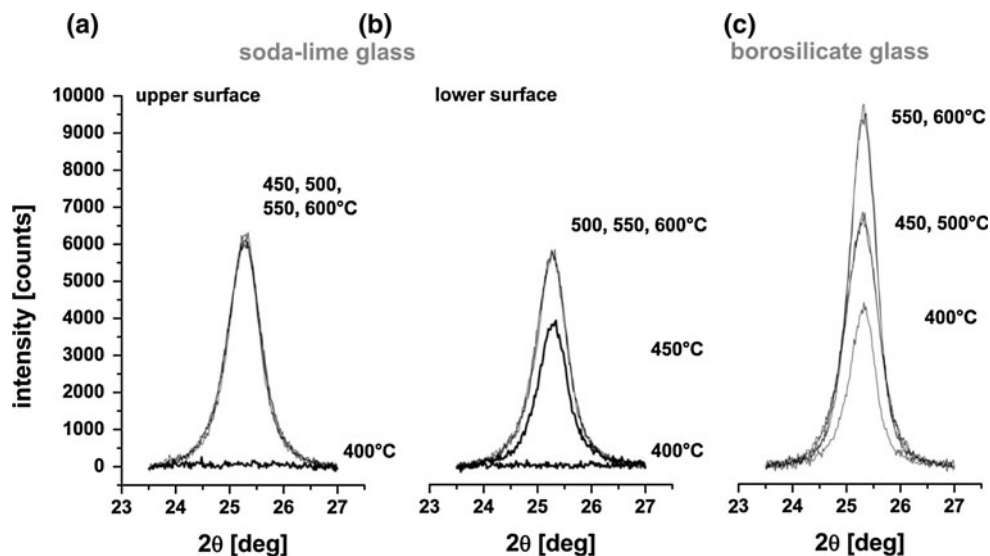 (a)
(b)
(c)
soda-lime glass
borosilicate glass
upper surface
lower surface
10000
9000
8000
7000
6000
5000
4000
3000
2000
1000
0
intensity [counts]
450, 500,
550, 600°C
400°C
23 24 25 26 27
2θ [deg]
500, 550, 600°C
450°C
400°C
23 24 25 26 27
2θ [deg]
550, 600°C
450, 500°C
400°C
23 24 25 26 27
2θ [deg]